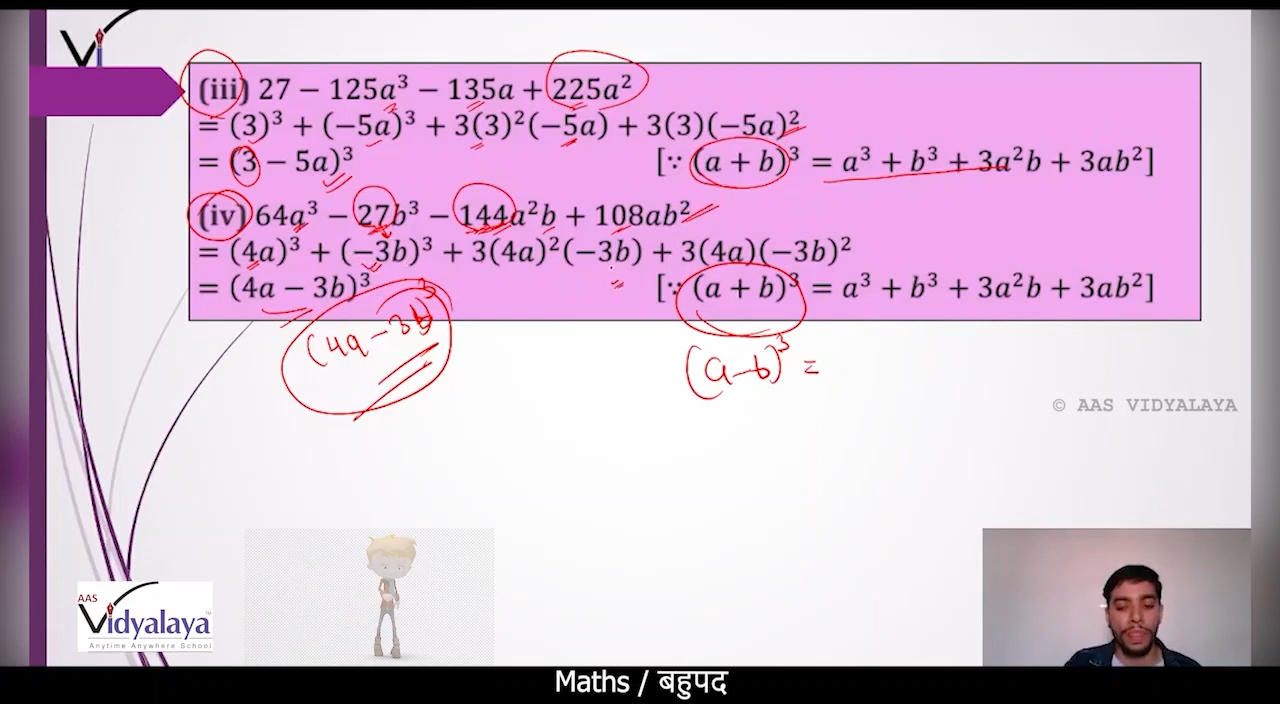 Vi
(iii) 27 − 125a³ − 135a + 225a²
= (3)³ + (−5a)³ + 3(3)²(−5a) + 3(3)(−5a)²
= (3 − 5a)³ [∵ (a + b)³ = a³ + b³ + 3a²b + 3ab²]
(iv) 64a³ − 27b³ − 144a²b + 108ab²
= (4a)³ + (−3b)³ + 3(4a)²(−3b) + 3(4a)(−3b)²
= (4a − 3b)³ [∵ (a + b)³ = a³ + b³ + 3a²b + 3ab²]
(4a − 3b)³
(a − b)³ =
© AAS VIDYALAYA
AAS
Vidyalaya™
Anytime Anywhere School
Maths / बहुपद